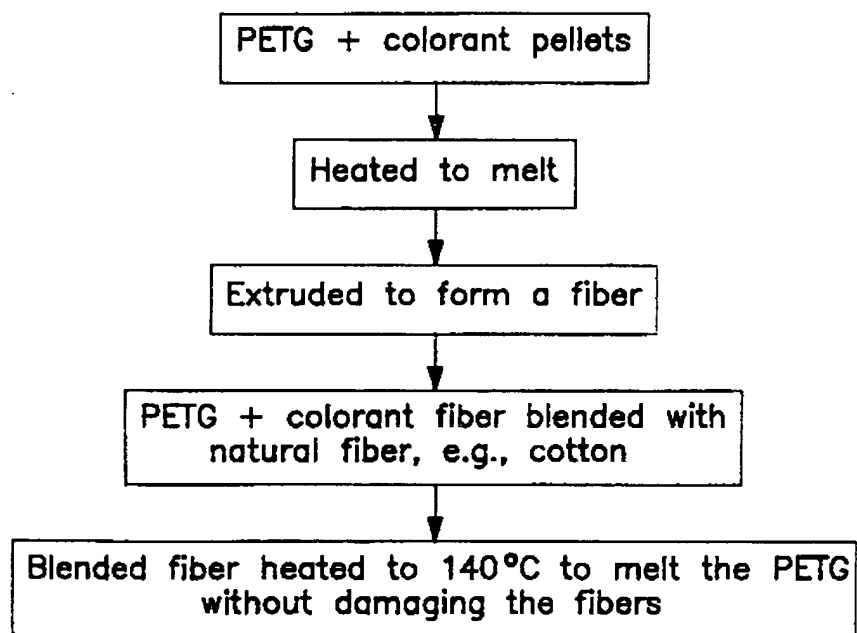 PETG + colorant pellets
Heated to melt
Extruded to form a fiber
PETG + colorant fiber blended with
natural fiber, e.g., cotton
Blended fiber heated to 140°C to melt the PETG
without damaging the fibers